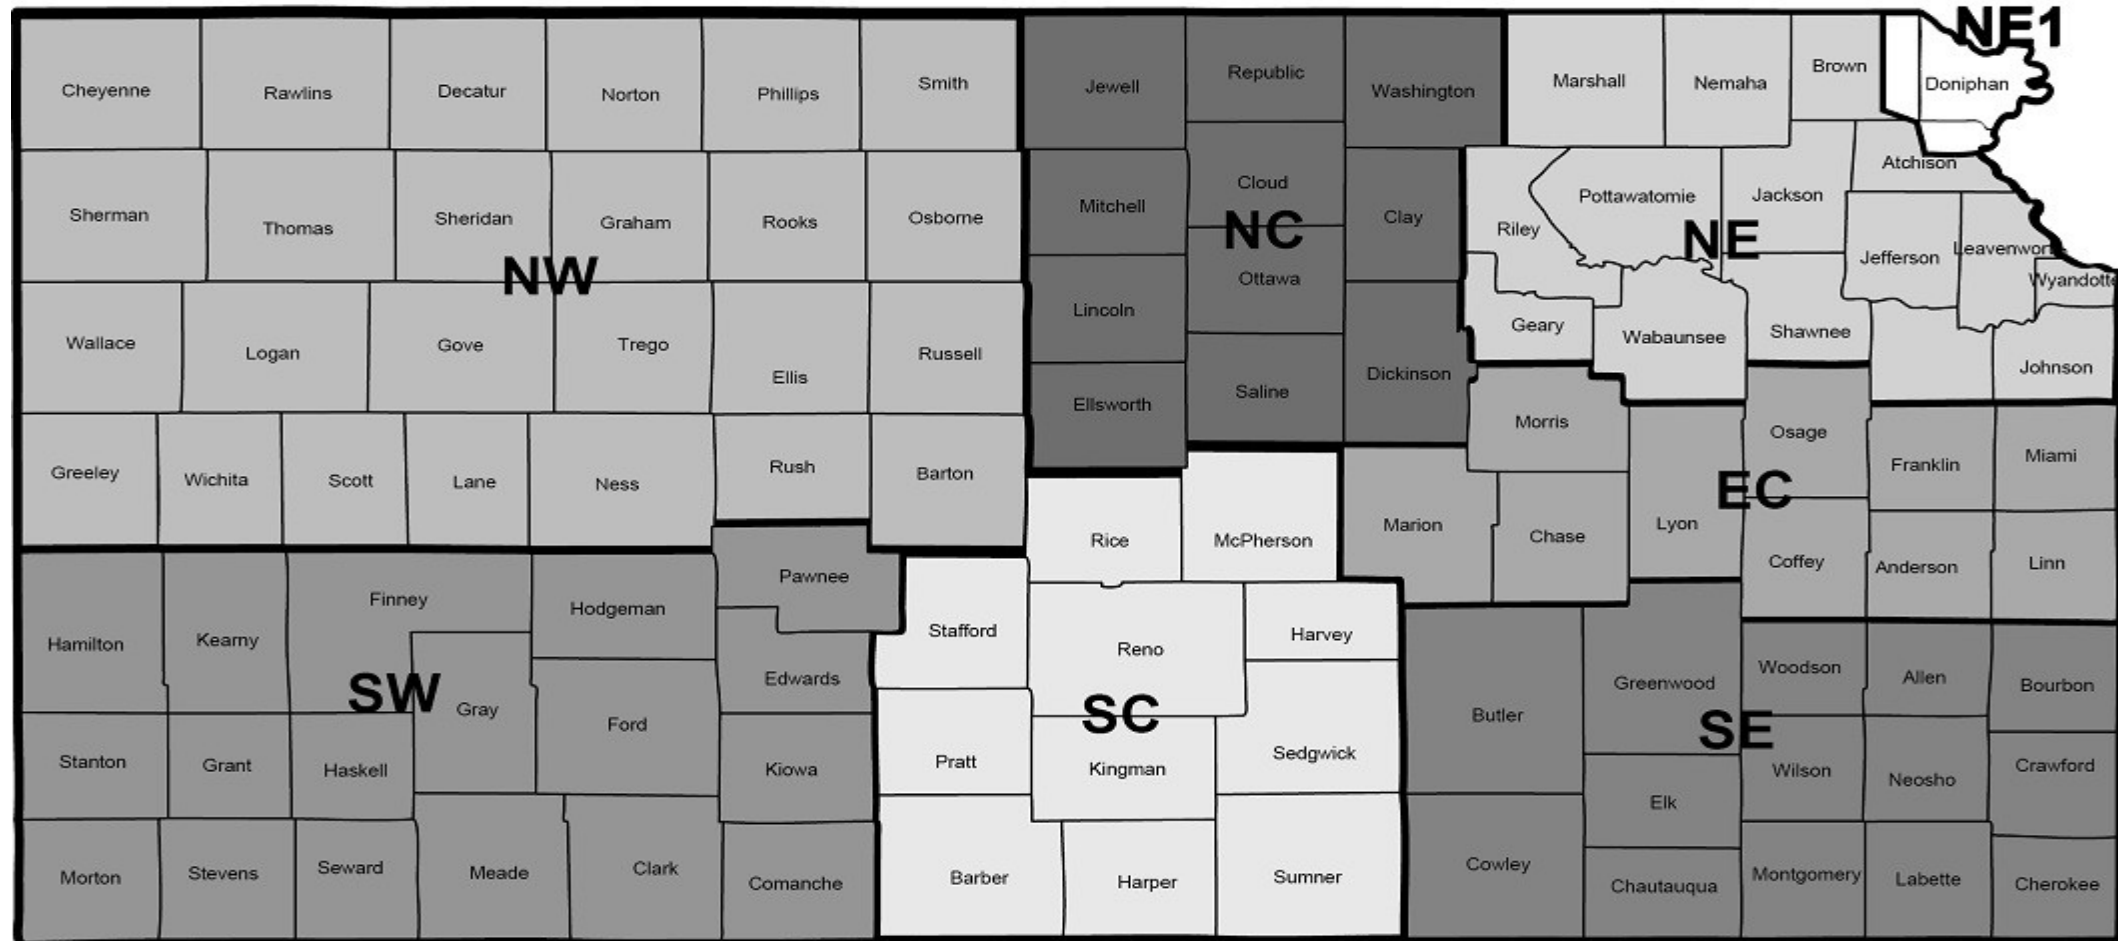 NE1
Cheyenne
Rawlins
Decatur
Norton
Phillips
Smith
Jewell
Republic
Washington
Marshall
Nemaha
Brown
Doniphan
Sherman
Thomas
Sheridan
Graham
Rooks
Osborne
Mitchell
Cloud
Clay
Riley
Pottawatomie
Jackson
Atchison
NW
NC
NE
Jefferson
Leavenwort
Wyandotte
Wallace
Logan
Gove
Trego
Ellis
Russell
Lincoln
Ottawa
Geary
Wabaunsee
Shawnee
Johnson
Ellsworth
Saline
Dickinson
Morris
Greeley
Wichita
Scott
Lane
Ness
Rush
Barton
Rice
McPherson
Marion
Chase
Lyon
EC
Osage
Franklin
Miami
Coffey
Anderson
Linn
Hamilton
Kearny
Finney
Hodgeman
Pawnee
Edwards
Stafford
Reno
Harvey
SW
Gray
Ford
SC
Sedgwick
Butler
Greenwood
SE
Woodson
Allen
Bourbon
Stanton
Grant
Haskell
Kiowa
Pratt
Kingman
Elk
Wilson
Neosho
Crawford
Morton
Stevens
Seward
Meade
Clark
Comanche
Barber
Harper
Sumner
Cowley
Chautauqua
Montgomery
Labette
Cherokee